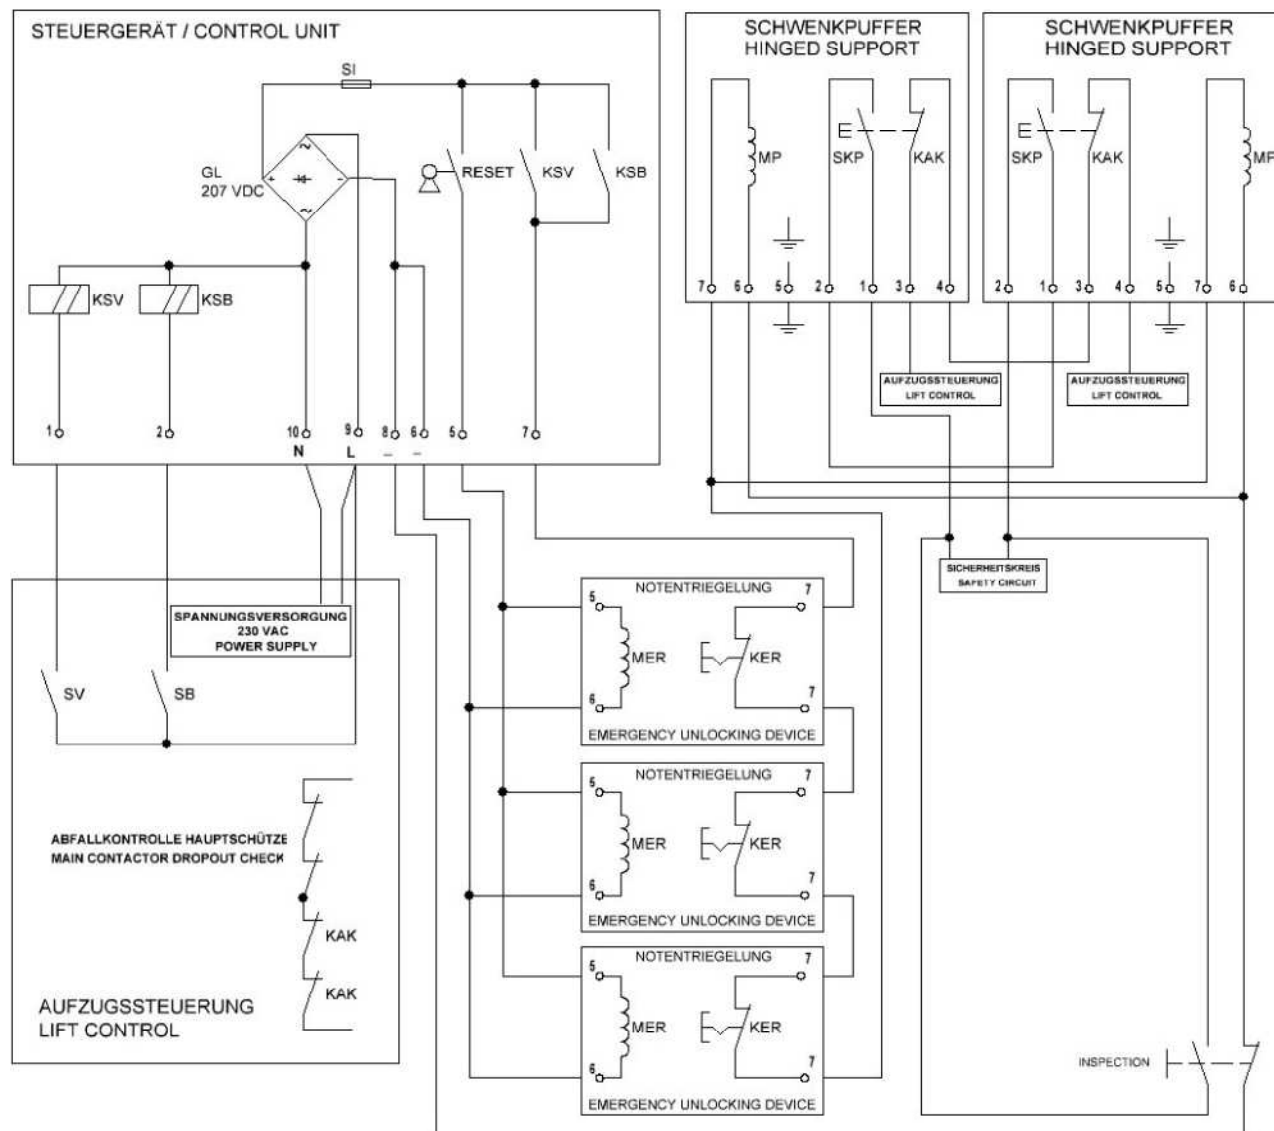 STEUERGERÄT / CONTROL UNIT
SI
GL
207 VDC
+
~
-
~
RESET
KSV
KSB
KSV
KSB
1
2
10
9
8
6
5
7
N
L
–
–
SCHWENKPUFFER
HINGED SUPPORT
MP
SKP
KAK
7
6
5
2
1
3
4
SCHWENKPUFFER
HINGED SUPPORT
SKP
KAK
MP
2
1
3
4
5
7
6
AUFZUGSSTEUERUNG
LIFT CONTROL
AUFZUGSSTEUERUNG
LIFT CONTROL
SICHERHEITSKREIS
SAFETY CIRCUIT
SPANNUNGSVERSORGUNG
230 VAC
POWER SUPPLY
SV
SB
ABFALLKONTROLLE HAUPTSCHÜTZE
MAIN CONTACTOR DROPOUT CHECK
KAK
KAK
AUFZUGSSTEUERUNG
LIFT CONTROL
NOTENTRIEGELUNG
5
7
MER
KER
6
7
EMERGENCY UNLOCKING DEVICE
NOTENTRIEGELUNG
5
7
MER
KER
6
7
EMERGENCY UNLOCKING DEVICE
NOTENTRIEGELUNG
5
7
MER
KER
6
7
EMERGENCY UNLOCKING DEVICE
INSPECTION